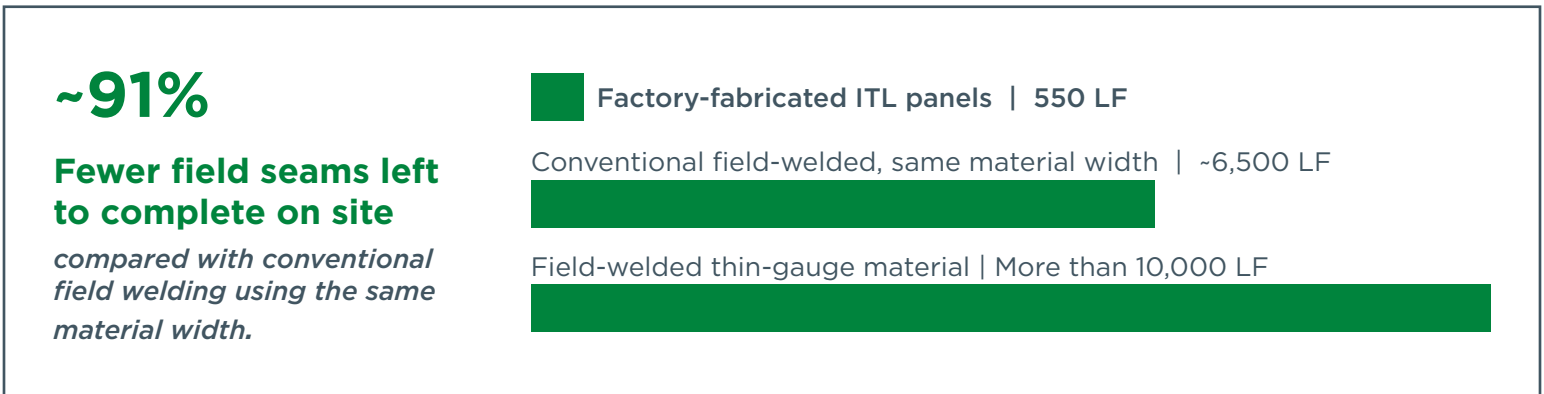 ~91%
Fewer field seams left
to complete on site
compared with conventional
field welding using the same
material width.
Factory-fabricated ITL panels | 550 LF
Conventional field-welded, same material width | ~6,500 LF
Field-welded thin-gauge material | More than 10,000 LF